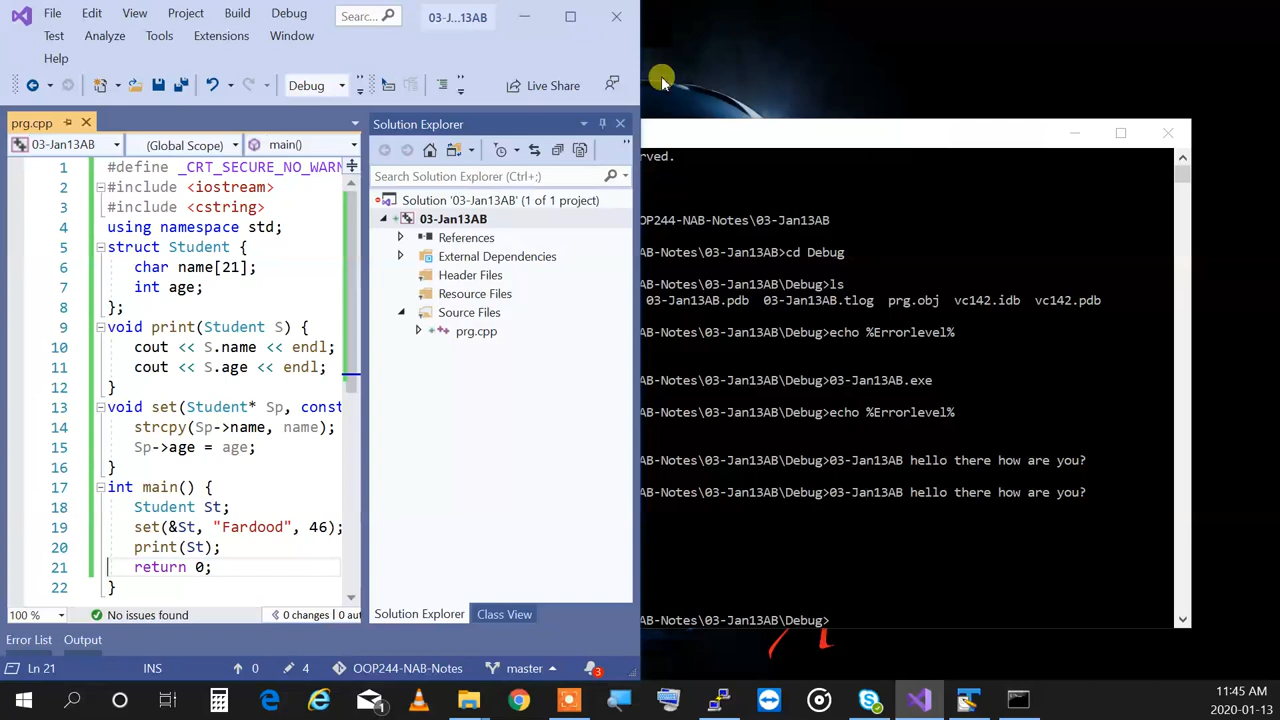 File Edit View Project Build Debug Searc... 03-J...13AB
Test Analyze Tools Extensions Window
Help
Debug Live Share
prg.cpp
03-Jan13AB (Global Scope) main()
1 #define _CRT_SECURE_NO_WARN
2 #include <iostream>
3 #include <cstring>
4 using namespace std;
5 struct Student {
6 char name[21];
7 int age;
8 };
9 void print(Student S) {
10 cout << S.name << endl;
11 cout << S.age << endl;
12 }
13 void set(Student* Sp, const
14 strcpy(Sp->name, name);
15 Sp->age = age;
16 }
17 int main() {
18 Student St;
19 set(&St, "Fardood", 46);
20 print(St);
21 return 0;
22 }
100 % No issues found 0 changes | 0 aut
Error List Output
Solution Explorer
Search Solution Explorer (Ctrl+;)
Solution '03-Jan13AB' (1 of 1 project)
03-Jan13AB
References
External Dependencies
Header Files
Resource Files
Source Files
prg.cpp
Solution Explorer Class View
Ln 21 INS 0 4 OOP244-NAB-Notes master 3
rved.
OP244-NAB-Notes\03-Jan13AB
AB-Notes\03-Jan13AB>cd Debug
AB-Notes\03-Jan13AB\Debug>ls
03-Jan13AB.pdb 03-Jan13AB.tlog prg.obj vc142.idb vc142.pdb
AB-Notes\03-Jan13AB\Debug>echo %Errorlevel%
AB-Notes\03-Jan13AB\Debug>03-Jan13AB.exe
AB-Notes\03-Jan13AB\Debug>echo %Errorlevel%
AB-Notes\03-Jan13AB\Debug>03-Jan13AB hello there how are you?
AB-Notes\03-Jan13AB\Debug>03-Jan13AB hello there how are you?
AB-Notes\03-Jan13AB\Debug>
1
11:45 AM
2020-01-13